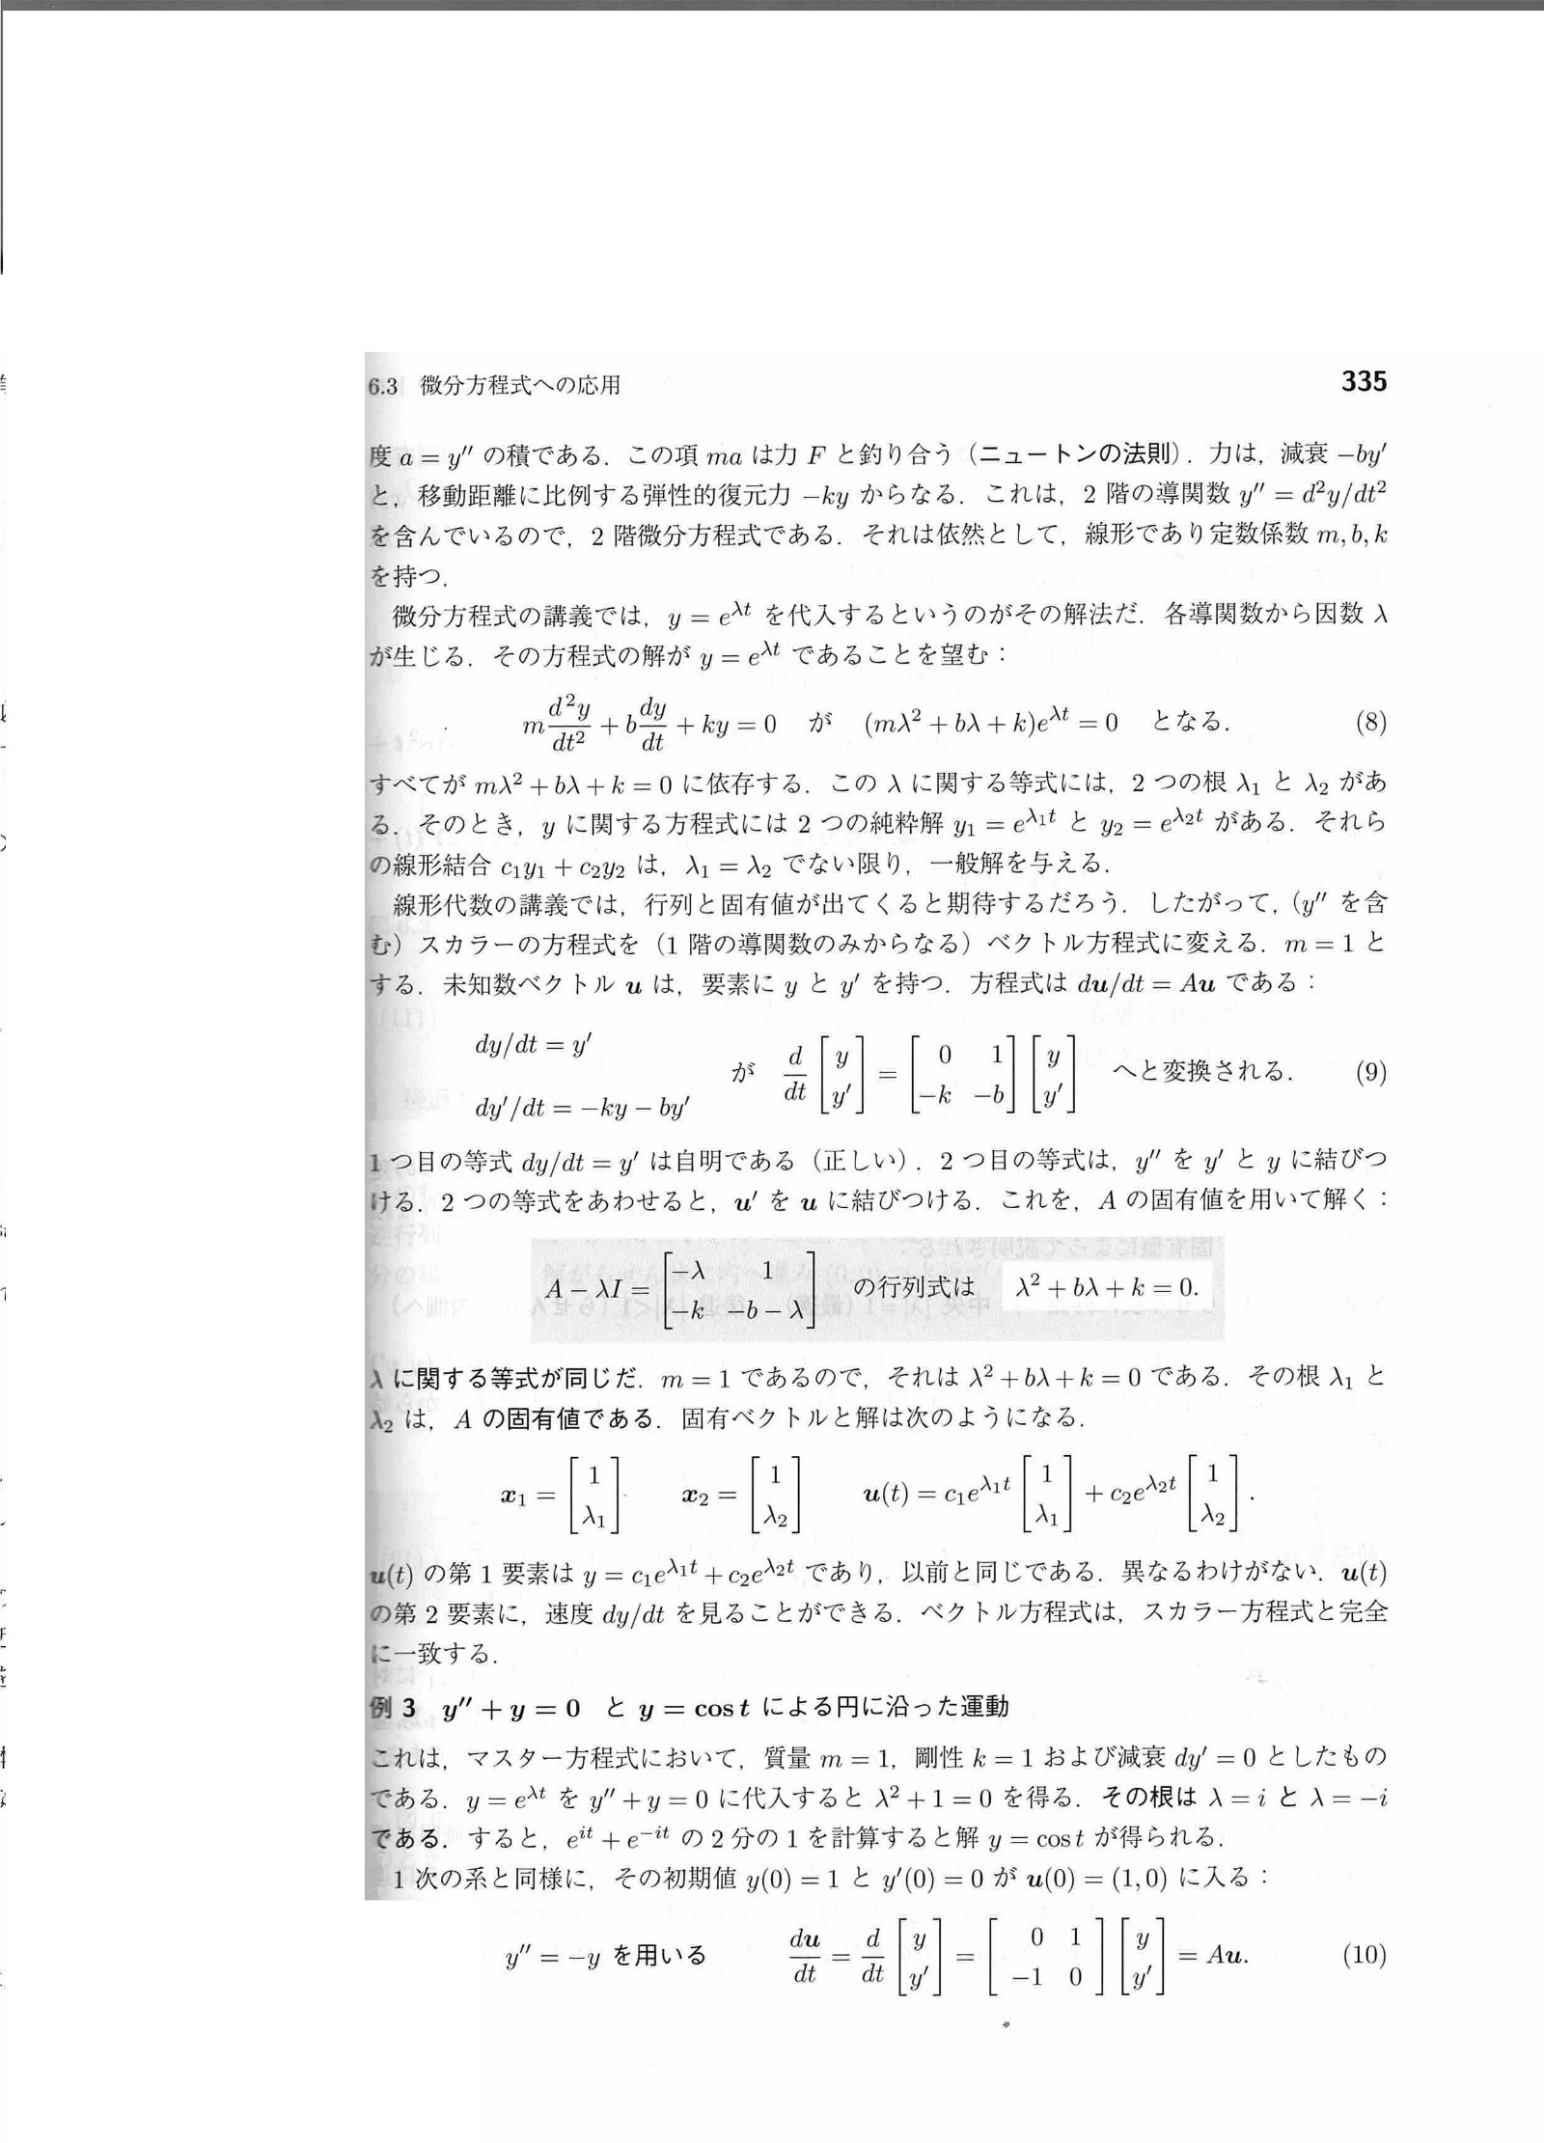 6.3 微分方程式への応用 335
度 a = y″ の積である．この項 ma は力 F と釣り合う（ニュートンの法則）．力は，減衰 −by′
と，移動距離に比例する弾性的復元力 −ky からなる．これは，2 階の導関数 y″ = d²y/dt²
を含んでいるので，2 階微分方程式である．それは依然として，線形であり定数係数 m, b, k
を持つ．
微分方程式の講義では，y = e^{λt} を代入するというのがその解法だ．各導関数から因数 λ
が生じる．その方程式の解が y = e^{λt} であることを望む：
m d²y/dt² + b dy/dt + ky = 0 が (mλ² + bλ + k)e^{λt} = 0 となる． (8)
すべてが mλ² + bλ + k = 0 に依存する．この λ に関する等式には，2 つの根 λ₁ と λ₂ があ
る．そのとき，y に関する方程式には 2 つの純粋解 y₁ = e^{λ₁t} と y₂ = e^{λ₂t} がある．それら
の線形結合 c₁y₁ + c₂y₂ は，λ₁ = λ₂ でない限り，一般解を与える．
線形代数の講義では，行列と固有値が出てくると期待するだろう．したがって，(y″ を含
む）スカラーの方程式を（1 階の導関数のみからなる）ベクトル方程式に変える．m = 1 と
する．未知数ベクトル u は，要素に y と y′ を持つ．方程式は du/dt = Au である：
dy/dt = y′
dy′/dt = −ky − by′ が d/dt [y; y′] = [0 1; −k −b] [y; y′] へと変換される． (9)
1 つ目の等式 dy/dt = y′ は自明である（正しい）．2 つ目の等式は，y″ を y′ と y に結びつ
ける．2 つの等式をあわせると，u′ を u に結びつける．これを，A の固有値を用いて解く：
A − λI = [−λ 1; −k −b − λ] の行列式は λ² + bλ + k = 0.
λ に関する等式が同じだ．m = 1 であるので，それは λ² + bλ + k = 0 である．その根 λ₁ と
λ₂ は，A の固有値である．固有ベクトルと解は次のようになる．
x₁ = [1; λ₁] x₂ = [1; λ₂] u(t) = c₁e^{λ₁t} [1; λ₁] + c₂e^{λ₂t} [1; λ₂].
u(t) の第 1 要素は y = c₁e^{λ₁t} + c₂e^{λ₂t} であり，以前と同じである．異なるわけがない．u(t)
の第 2 要素に，速度 dy/dt を見ることができる．ベクトル方程式は，スカラー方程式と完全
に一致する．
例 3 y″ + y = 0 と y = cos t による円に沿った運動
これは，マスター方程式において，質量 m = 1，剛性 k = 1 および減衰 dy′ = 0 としたもの
である．y = e^{λt} を y″ + y = 0 に代入すると λ² + 1 = 0 を得る．その根は λ = i と λ = −i
である．すると，e^{it} + e^{−it} の 2 分の 1 を計算すると解 y = cos t が得られる．
1 次の系と同様に，その初期値 y(0) = 1 と y′(0) = 0 が u(0) = (1, 0) に入る：
y″ = −y を用いる du/dt = d/dt [y; y′] = [0 1; −1 0] [y; y′] = Au. (10)